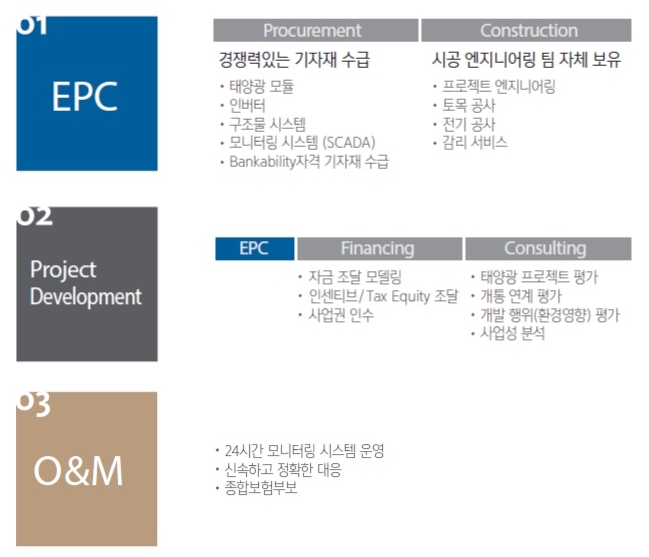 01
EPC
Procurement
경쟁력있는 기자재 수급
• 태양광 모듈
• 인버터
• 구조물 시스템
• 모니터링 시스템 (SCADA)
• Bankability자격 기자재 수급
Construction
시공 엔지니어링 팀 자체 보유
• 프로젝트 엔지니어링
• 토목 공사
• 전기 공사
• 감리 서비스
02
Project
Development
EPC
Financing
• 자금 조달 모델링
• 인센티브/ Tax Equity 조달
• 사업권 인수
Consulting
• 태양광 프로젝트 평가
• 개통 연계 평가
• 개발 행위(환경영향) 평가
• 사업성 분석
03
O&M
• 24시간 모니터링 시스템 운영
• 신속하고 정확한 대응
• 종합보험부보